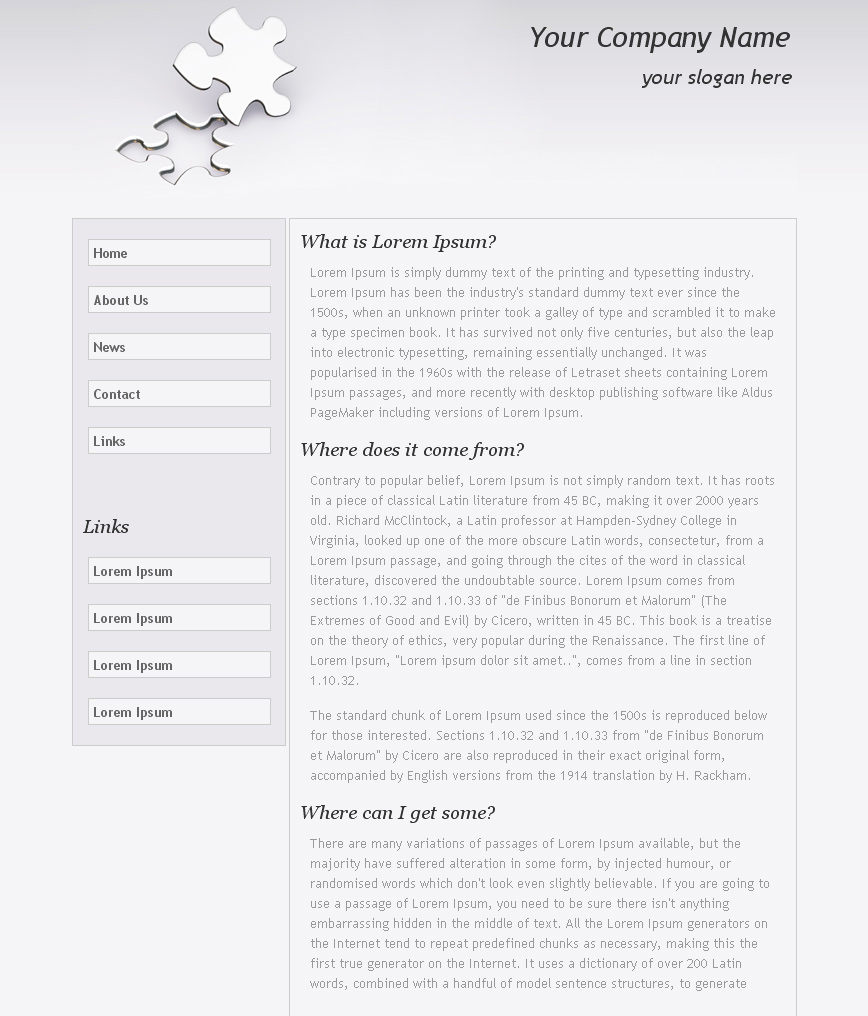 Your Company Name
your slogan here
Home
About Us
News
Contact
Links
Links
Lorem Ipsum
Lorem Ipsum
Lorem Ipsum
Lorem Ipsum
What is Lorem Ipsum?
Lorem Ipsum is simply dummy text of the printing and typesetting industry.
Lorem Ipsum has been the industry's standard dummy text ever since the
1500s, when an unknown printer took a galley of type and scrambled it to make
a type specimen book. It has survived not only five centuries, but also the leap
into electronic typesetting, remaining essentially unchanged. It was
popularised in the 1960s with the release of Letraset sheets containing Lorem
Ipsum passages, and more recently with desktop publishing software like Aldus
PageMaker including versions of Lorem Ipsum.
Where does it come from?
Contrary to popular belief, Lorem Ipsum is not simply random text. It has roots
in a piece of classical Latin literature from 45 BC, making it over 2000 years
old. Richard McClintock, a Latin professor at Hampden-Sydney College in
Virginia, looked up one of the more obscure Latin words, consectetur, from a
Lorem Ipsum passage, and going through the cites of the word in classical
literature, discovered the undoubtable source. Lorem Ipsum comes from
sections 1.10.32 and 1.10.33 of "de Finibus Bonorum et Malorum" (The
Extremes of Good and Evil) by Cicero, written in 45 BC. This book is a treatise
on the theory of ethics, very popular during the Renaissance. The first line of
Lorem Ipsum, "Lorem ipsum dolor sit amet..", comes from a line in section
1.10.32.
The standard chunk of Lorem Ipsum used since the 1500s is reproduced below
for those interested. Sections 1.10.32 and 1.10.33 from "de Finibus Bonorum
et Malorum" by Cicero are also reproduced in their exact original form,
accompanied by English versions from the 1914 translation by H. Rackham.
Where can I get some?
There are many variations of passages of Lorem Ipsum available, but the
majority have suffered alteration in some form, by injected humour, or
randomised words which don't look even slightly believable. If you are going to
use a passage of Lorem Ipsum, you need to be sure there isn't anything
embarrassing hidden in the middle of text. All the Lorem Ipsum generators on
the Internet tend to repeat predefined chunks as necessary, making this the
first true generator on the Internet. It uses a dictionary of over 200 Latin
words, combined with a handful of model sentence structures, to generate